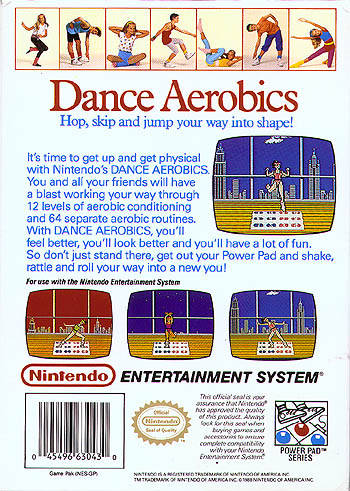 Dance Aerobics
Hop, skip and jump your way into shape!
It's time to get up and get physical
with Nintendo's DANCE AEROBICS.
You and all your friends will have
a blast working your way through
12 levels of aerobic conditioning
and 64 separate aerobic routines.
With DANCE AEROBICS, you'll
feel better, you'll look better and you'll have a lot of fun.
So don't just stand there, get out your Power Pad and shake,
rattle and roll your way into a new you!
For use with the Nintendo Entertainment System
Nintendo ENTERTAINMENT SYSTEM®
0 45496 63043 0
Game Pak (NES-GP)
Official
Nintendo
Seal of Quality
This official seal is your
assurance that Nintendo®
has approved the quality
of this product. Always
look for this seal when
buying games and
accessories to ensure
complete compatibility
with your Nintendo
Entertainment System®
POWER PAD™
SERIES
NINTENDO IS A REGISTERED TRADEMARK OF NINTENDO OF AMERICA INC.
TM TRADEMARK OF NINTENDO OF AMERICA INC. ©1988 NINTENDO OF AMERICA INC.